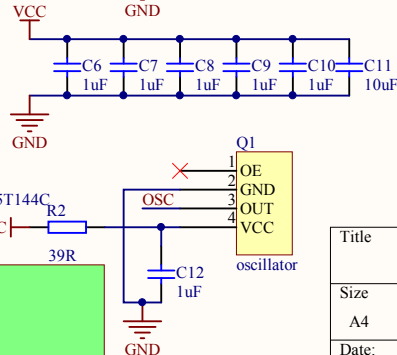 VCC
GND
C6
1uF
C7
1uF
C8
1uF
C9
1uF
C10
1uF
C11
10uF
GND
Q1
1
OE
2
GND
OSC
3
OUT
4
VCC
oscillator
5T144C
R2
39R
C12
1uF
GND
Title
Size
A4
Date: